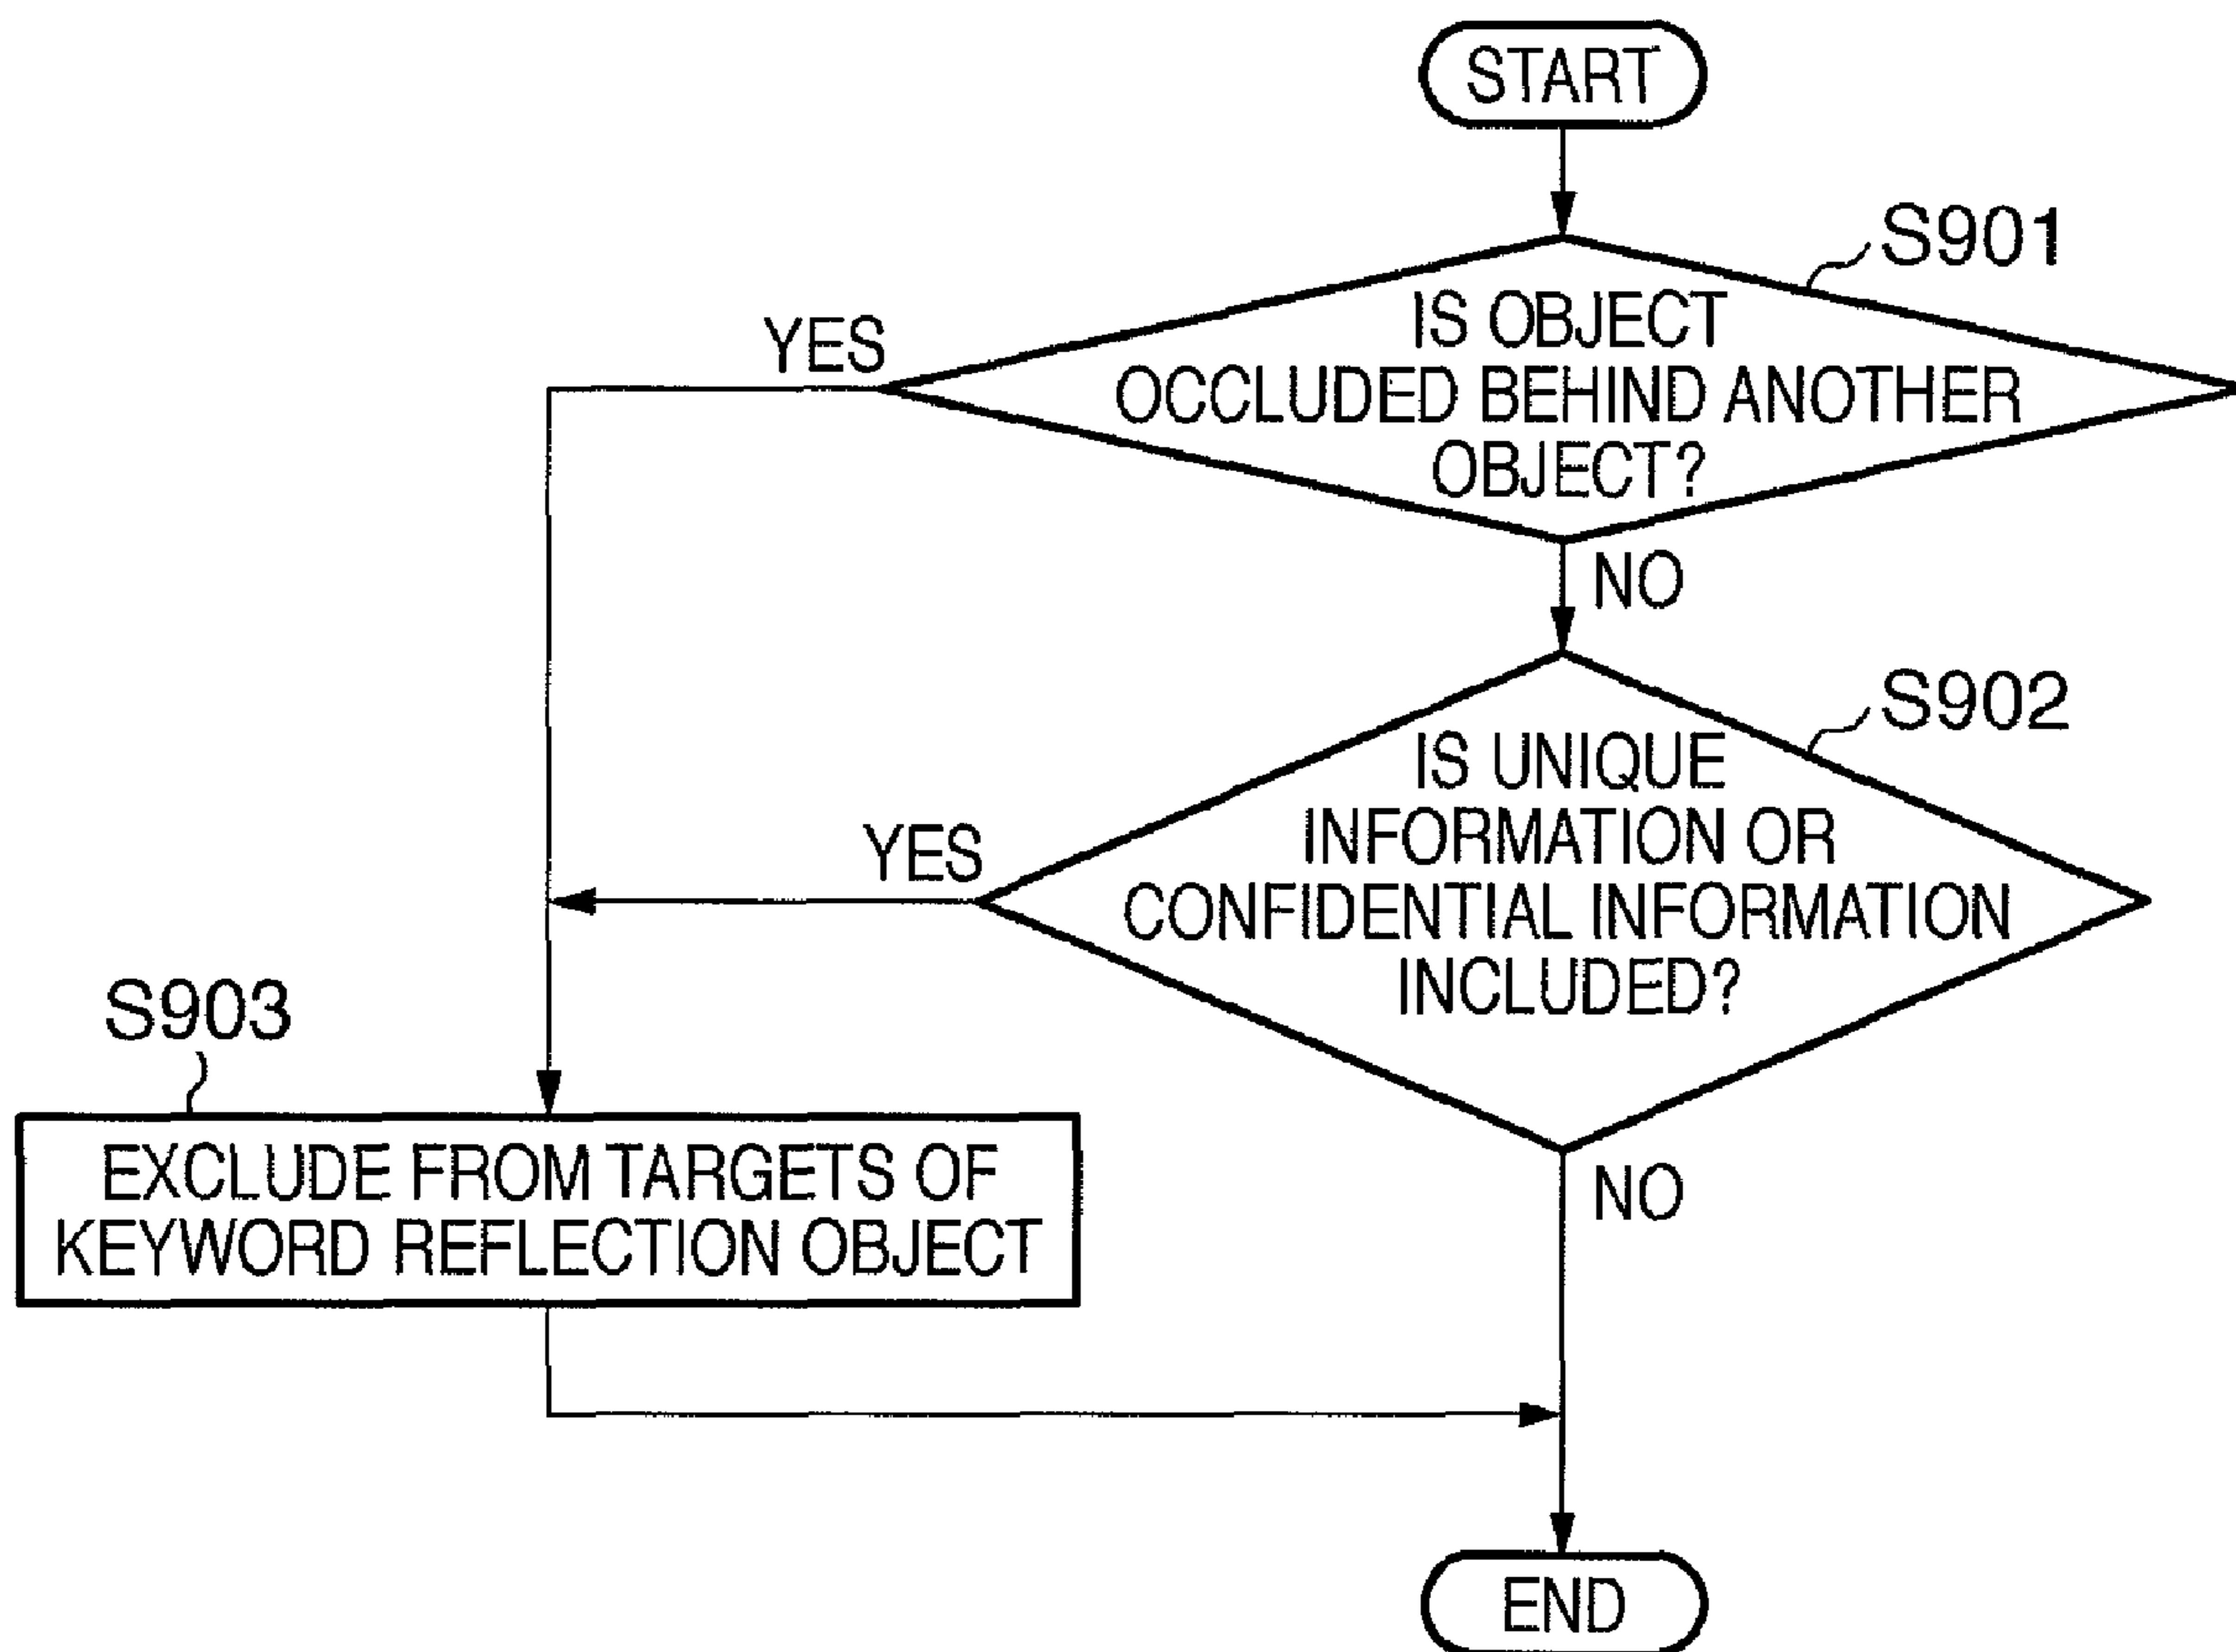 START
S901
IS OBJECT
OCCLUDED BEHIND ANOTHER
OBJECT?
YES
NO
S902
IS UNIQUE
INFORMATION OR
CONFIDENTIAL INFORMATION
INCLUDED?
YES
NO
S903
EXCLUDE FROM TARGETS OF
KEYWORD REFLECTION OBJECT
END